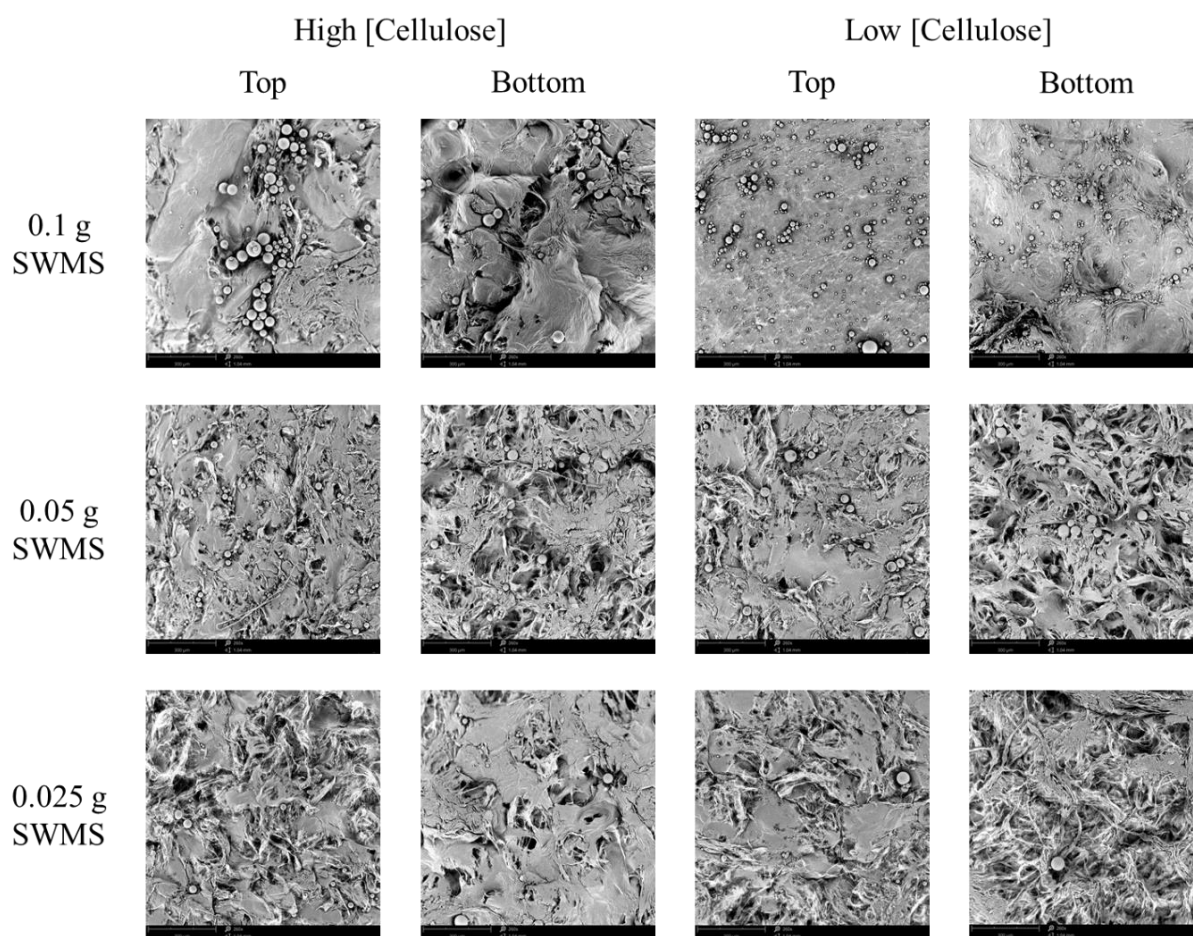 High [Cellulose] Low [Cellulose]
Top Bottom Top Bottom
0.1 g
SWMS
0.05 g
SWMS
0.025 g
SWMS